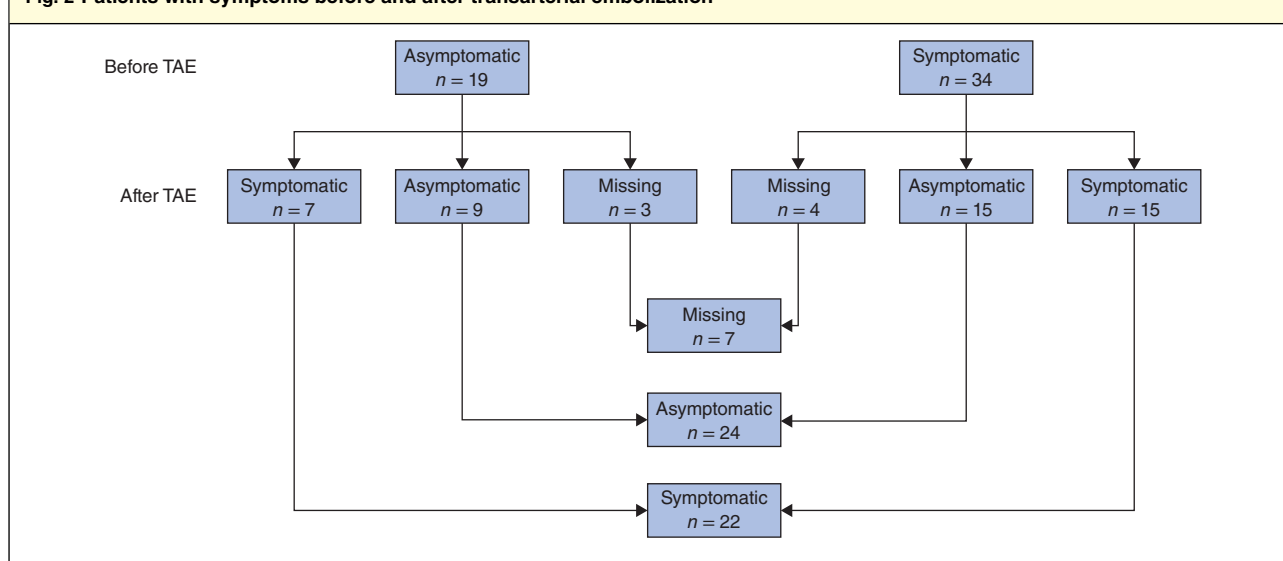 Fig. 2 Patients with symptoms before and after transarterial embolization
Before TAE
Asymptomatic
n = 19
Symptomatic
n = 34
After TAE
Symptomatic
n = 7
Asymptomatic
n = 9
Missing
n = 3
Missing
n = 4
Asymptomatic
n = 15
Symptomatic
n = 15
Missing
n = 7
Asymptomatic
n = 24
Symptomatic
n = 22